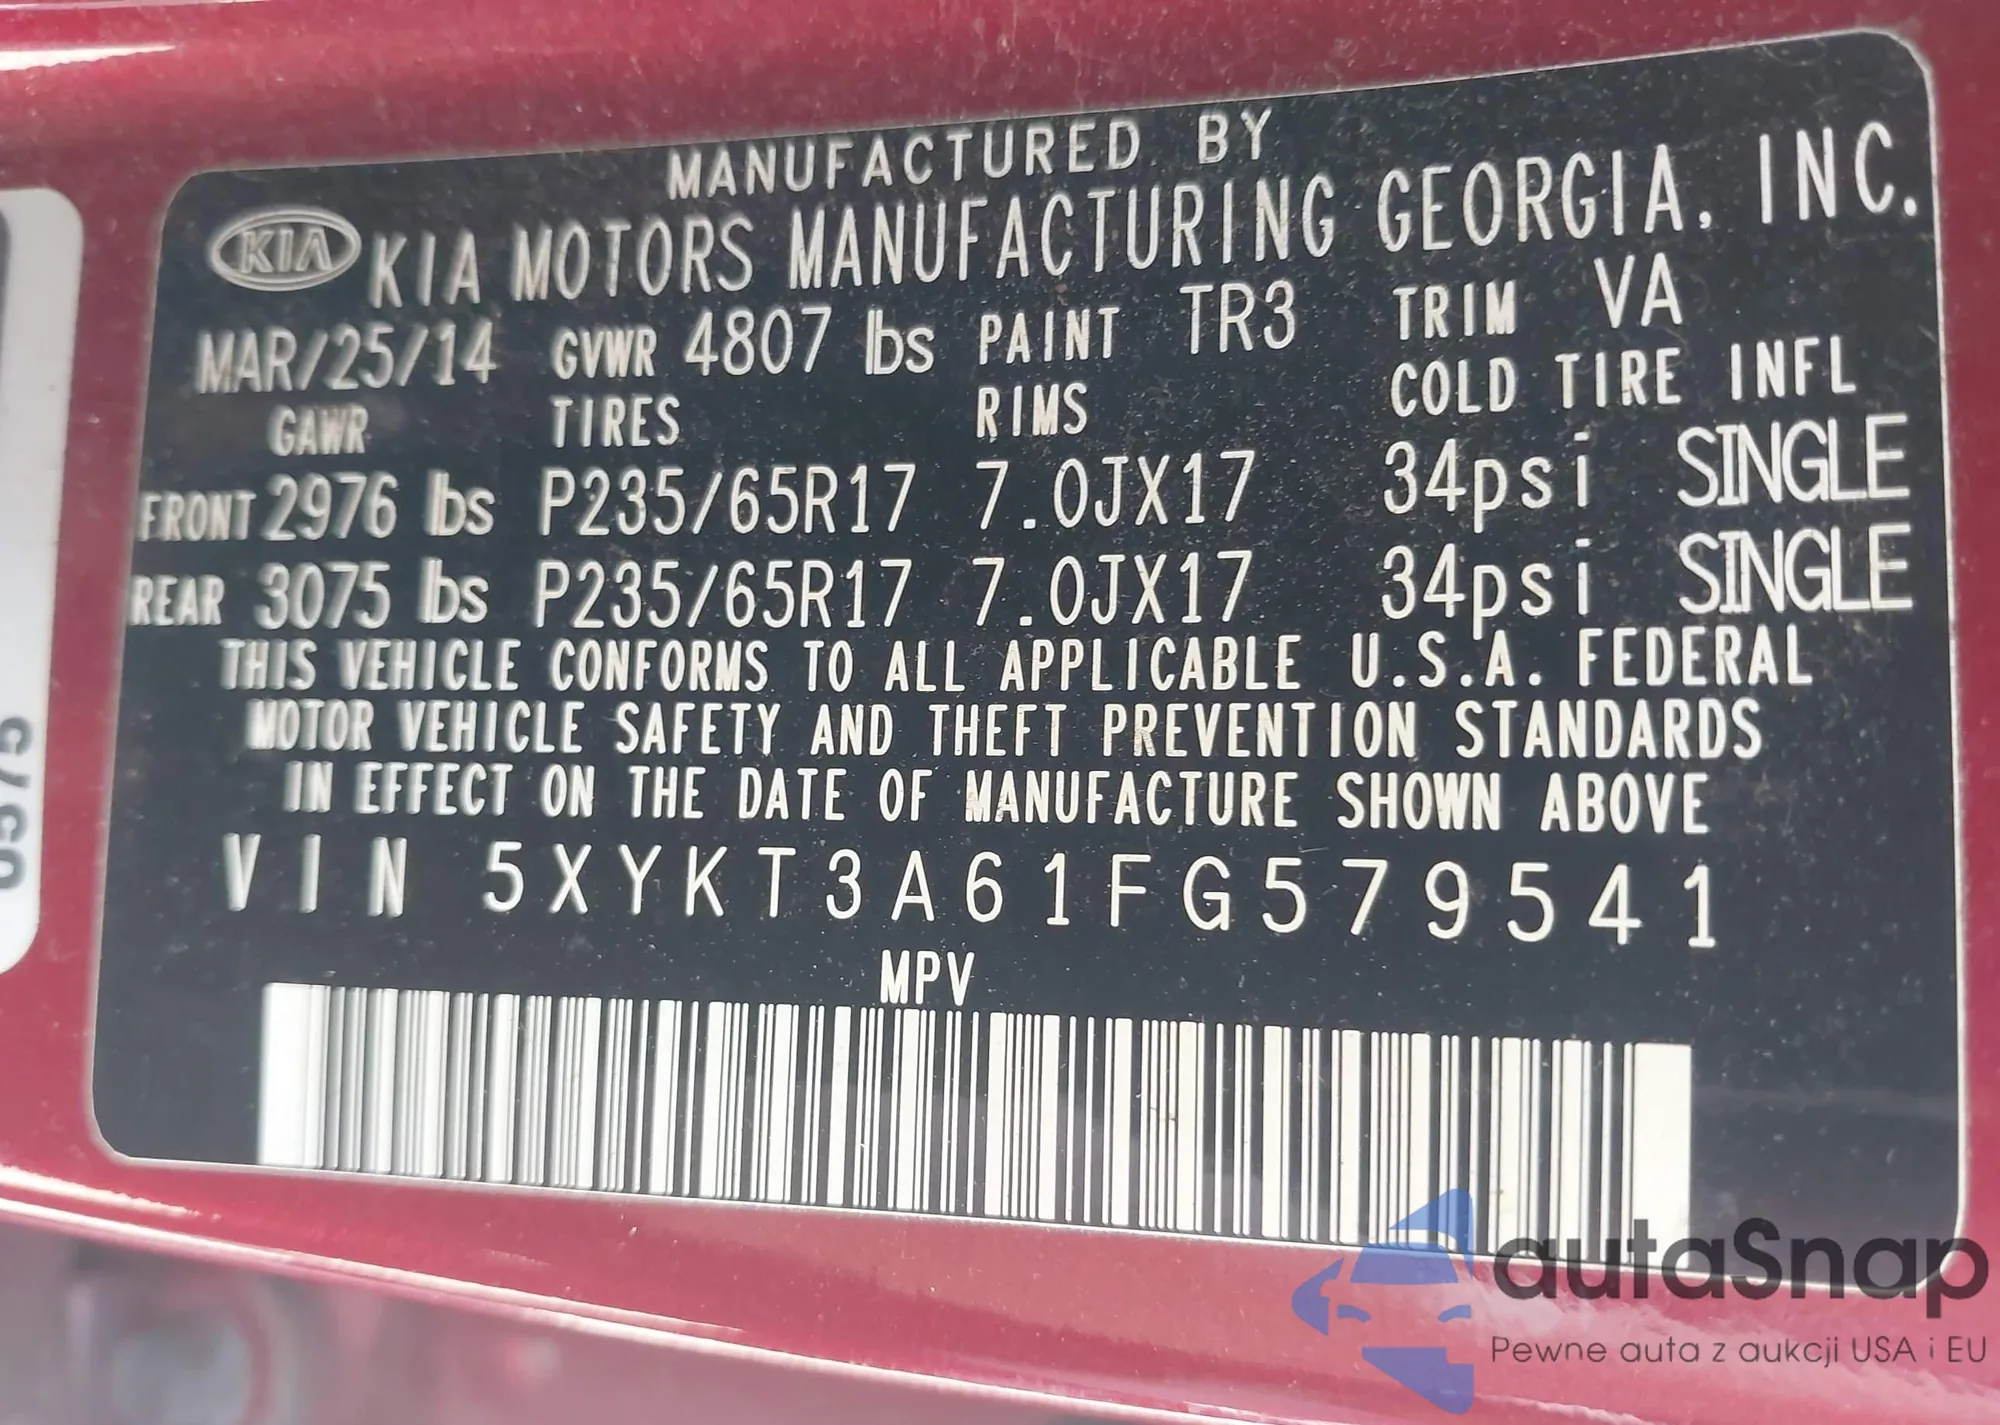 MANUFACTURED BY
KIA KIA MOTORS MANUFACTURING GEORGIA, INC.
MAR/25/14 GVWR 4807 lbs PAINT TR3 TRIM VA
GAWR TIRES RIMS COLD TIRE INFL
FRONT 2976 lbs P235/65R17 7.0JX17 34psi SINGLE
REAR 3075 lbs P235/65R17 7.0JX17 34psi SINGLE
THIS VEHICLE CONFORMS TO ALL APPLICABLE U.S.A. FEDERAL
MOTOR VEHICLE SAFETY AND THEFT PREVENTION STANDARDS
IN EFFECT ON THE DATE OF MANUFACTURE SHOWN ABOVE
VIN 5XYKT3A61FG579541
MPV
autaSnap
Pewne auta z aukcji USA i EU